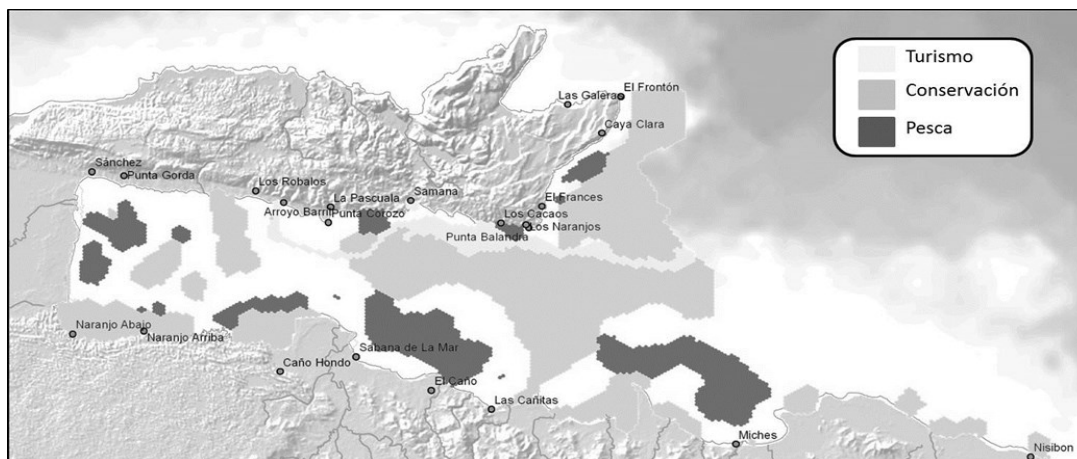 Turismo
Conservación
Pesca
El Frontón
Las Galera
Caya Clara
Sánchez
Punta Gorda
Los Robalos
La Pascuala
Samana
El Frances
Arroyo Barril
Punta Corozo
Los Cacaos
Punta Balandra
Los Naranjos
Naranjo Abajo
Naranjo Arriba
Sabana de La Mar
Caño Hondo
El Caño
Las Cañitas
Miches
Nisibon